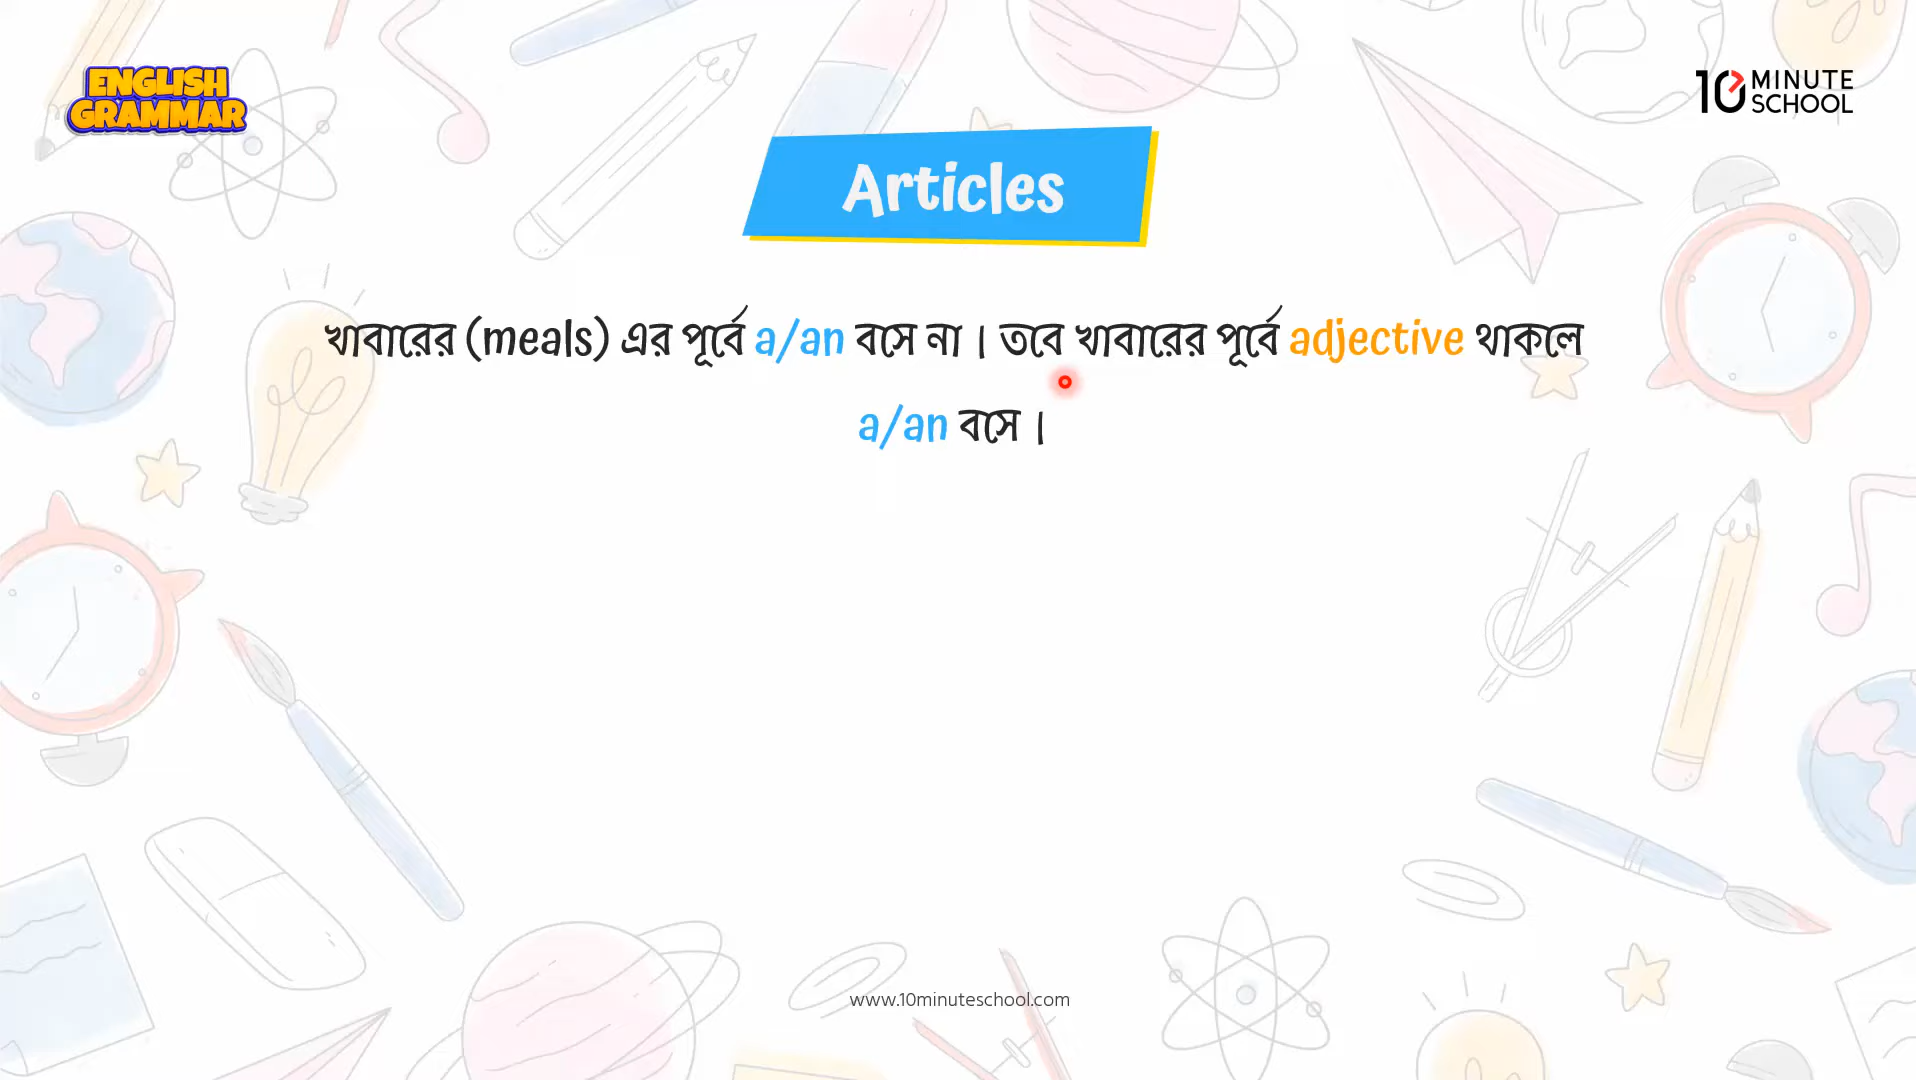 ENGLISH
GRAMMAR
10 MINUTE
SCHOOL
Articles
খাবারের (meals) এর পূর্বে a/an বসে না। তবে খাবারের পূর্বে adjective থাকলে
a/an বসে।
www.10minuteschool.com